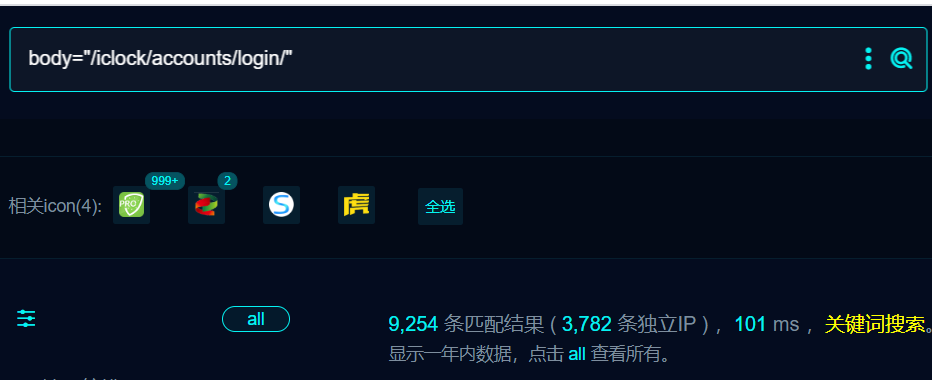 body="/iclock/accounts/login/"
999+ 2
相关icon(4): PRO S 虎 全选
all 9,254 条匹配结果 ( 3,782 条独立IP ) ，101 ms ，关键词搜索。
显示一年内数据，点击 all 查看所有。